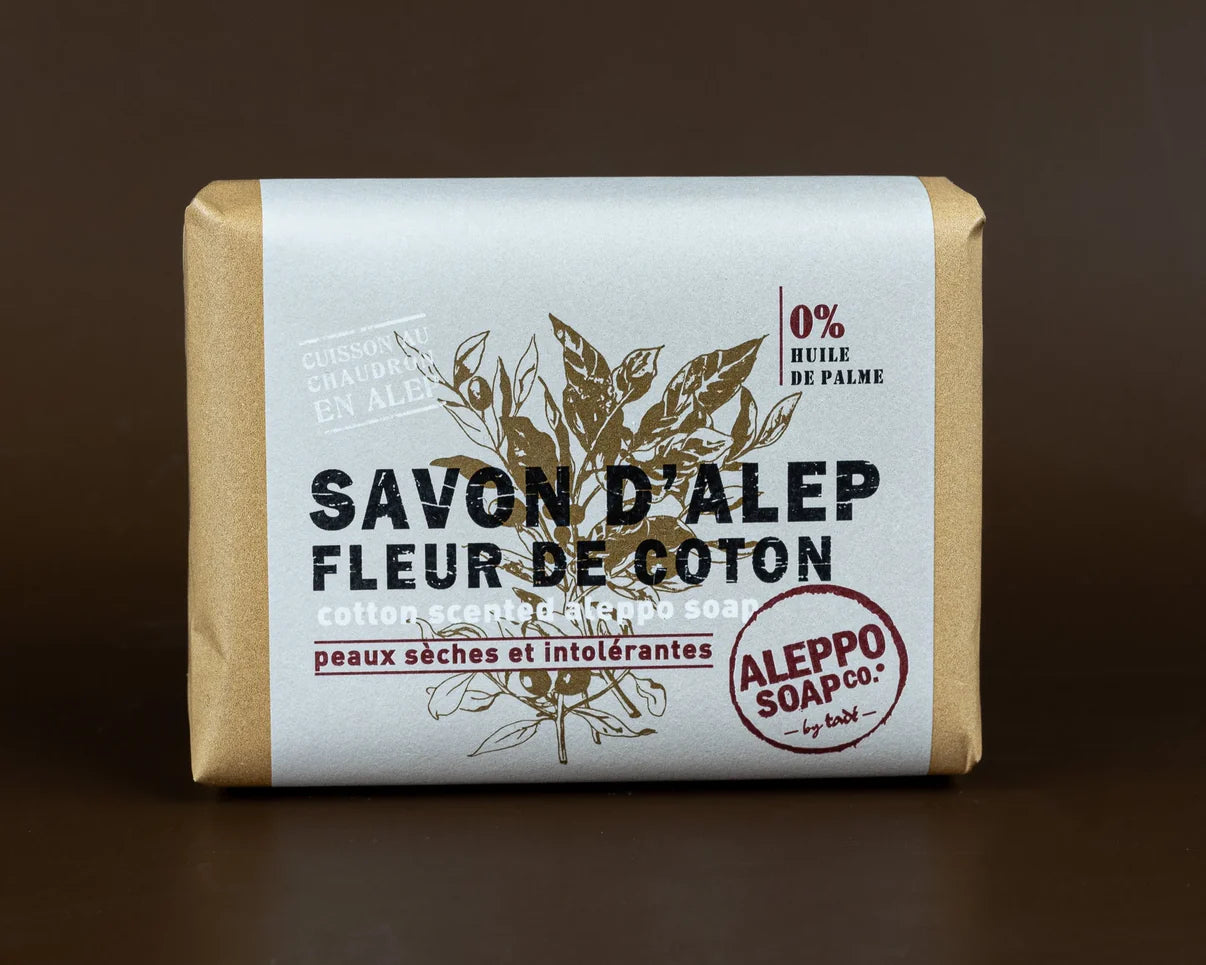 CUISSON AU
CHAUDRON
EN ALEP
0%
HUILE
DE PALME
SAVON D'ALEP
FLEUR DE COTON
cotton scented aleppo soap
peaux sèches et intolérantes
ALEPPO
SOAP CO.
– by tadé –